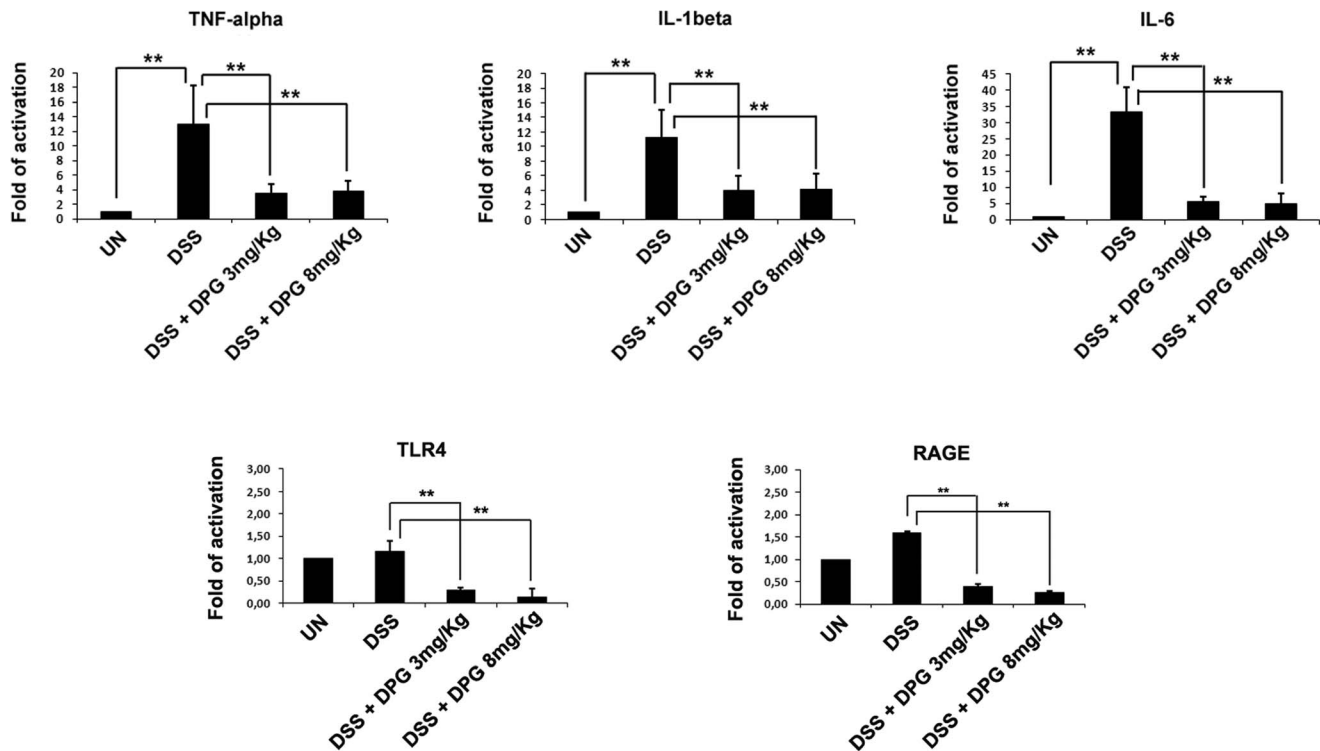 TNF-alpha
Fold of activation
20
18
16
14
12
10
8
6
4
2
0
**
**
**
UN
DSS
DSS + DPG 3mg/Kg
DSS + DPG 8mg/Kg
IL-1beta
Fold of activation
20
18
16
14
12
10
8
6
4
2
0
**
**
**
UN
DSS
DSS + DPG 3mg/Kg
DSS + DPG 8mg/Kg
IL-6
Fold of activation
45
40
35
30
25
20
15
10
5
0
**
**
**
UN
DSS
DSS + DPG 3mg/Kg
DSS + DPG 8mg/Kg
TLR4
Fold of activation
3,00
2,50
2,00
1,50
1,00
0,50
0,00
**
**
UN
DSS
DSS + DPG 3mg/Kg
DSS + DPG 8mg/Kg
RAGE
Fold of activation
3,00
2,50
2,00
1,50
1,00
0,50
0,00
**
**
UN
DSS
DSS + DPG 3mg/Kg
DSS + DPG 8mg/Kg